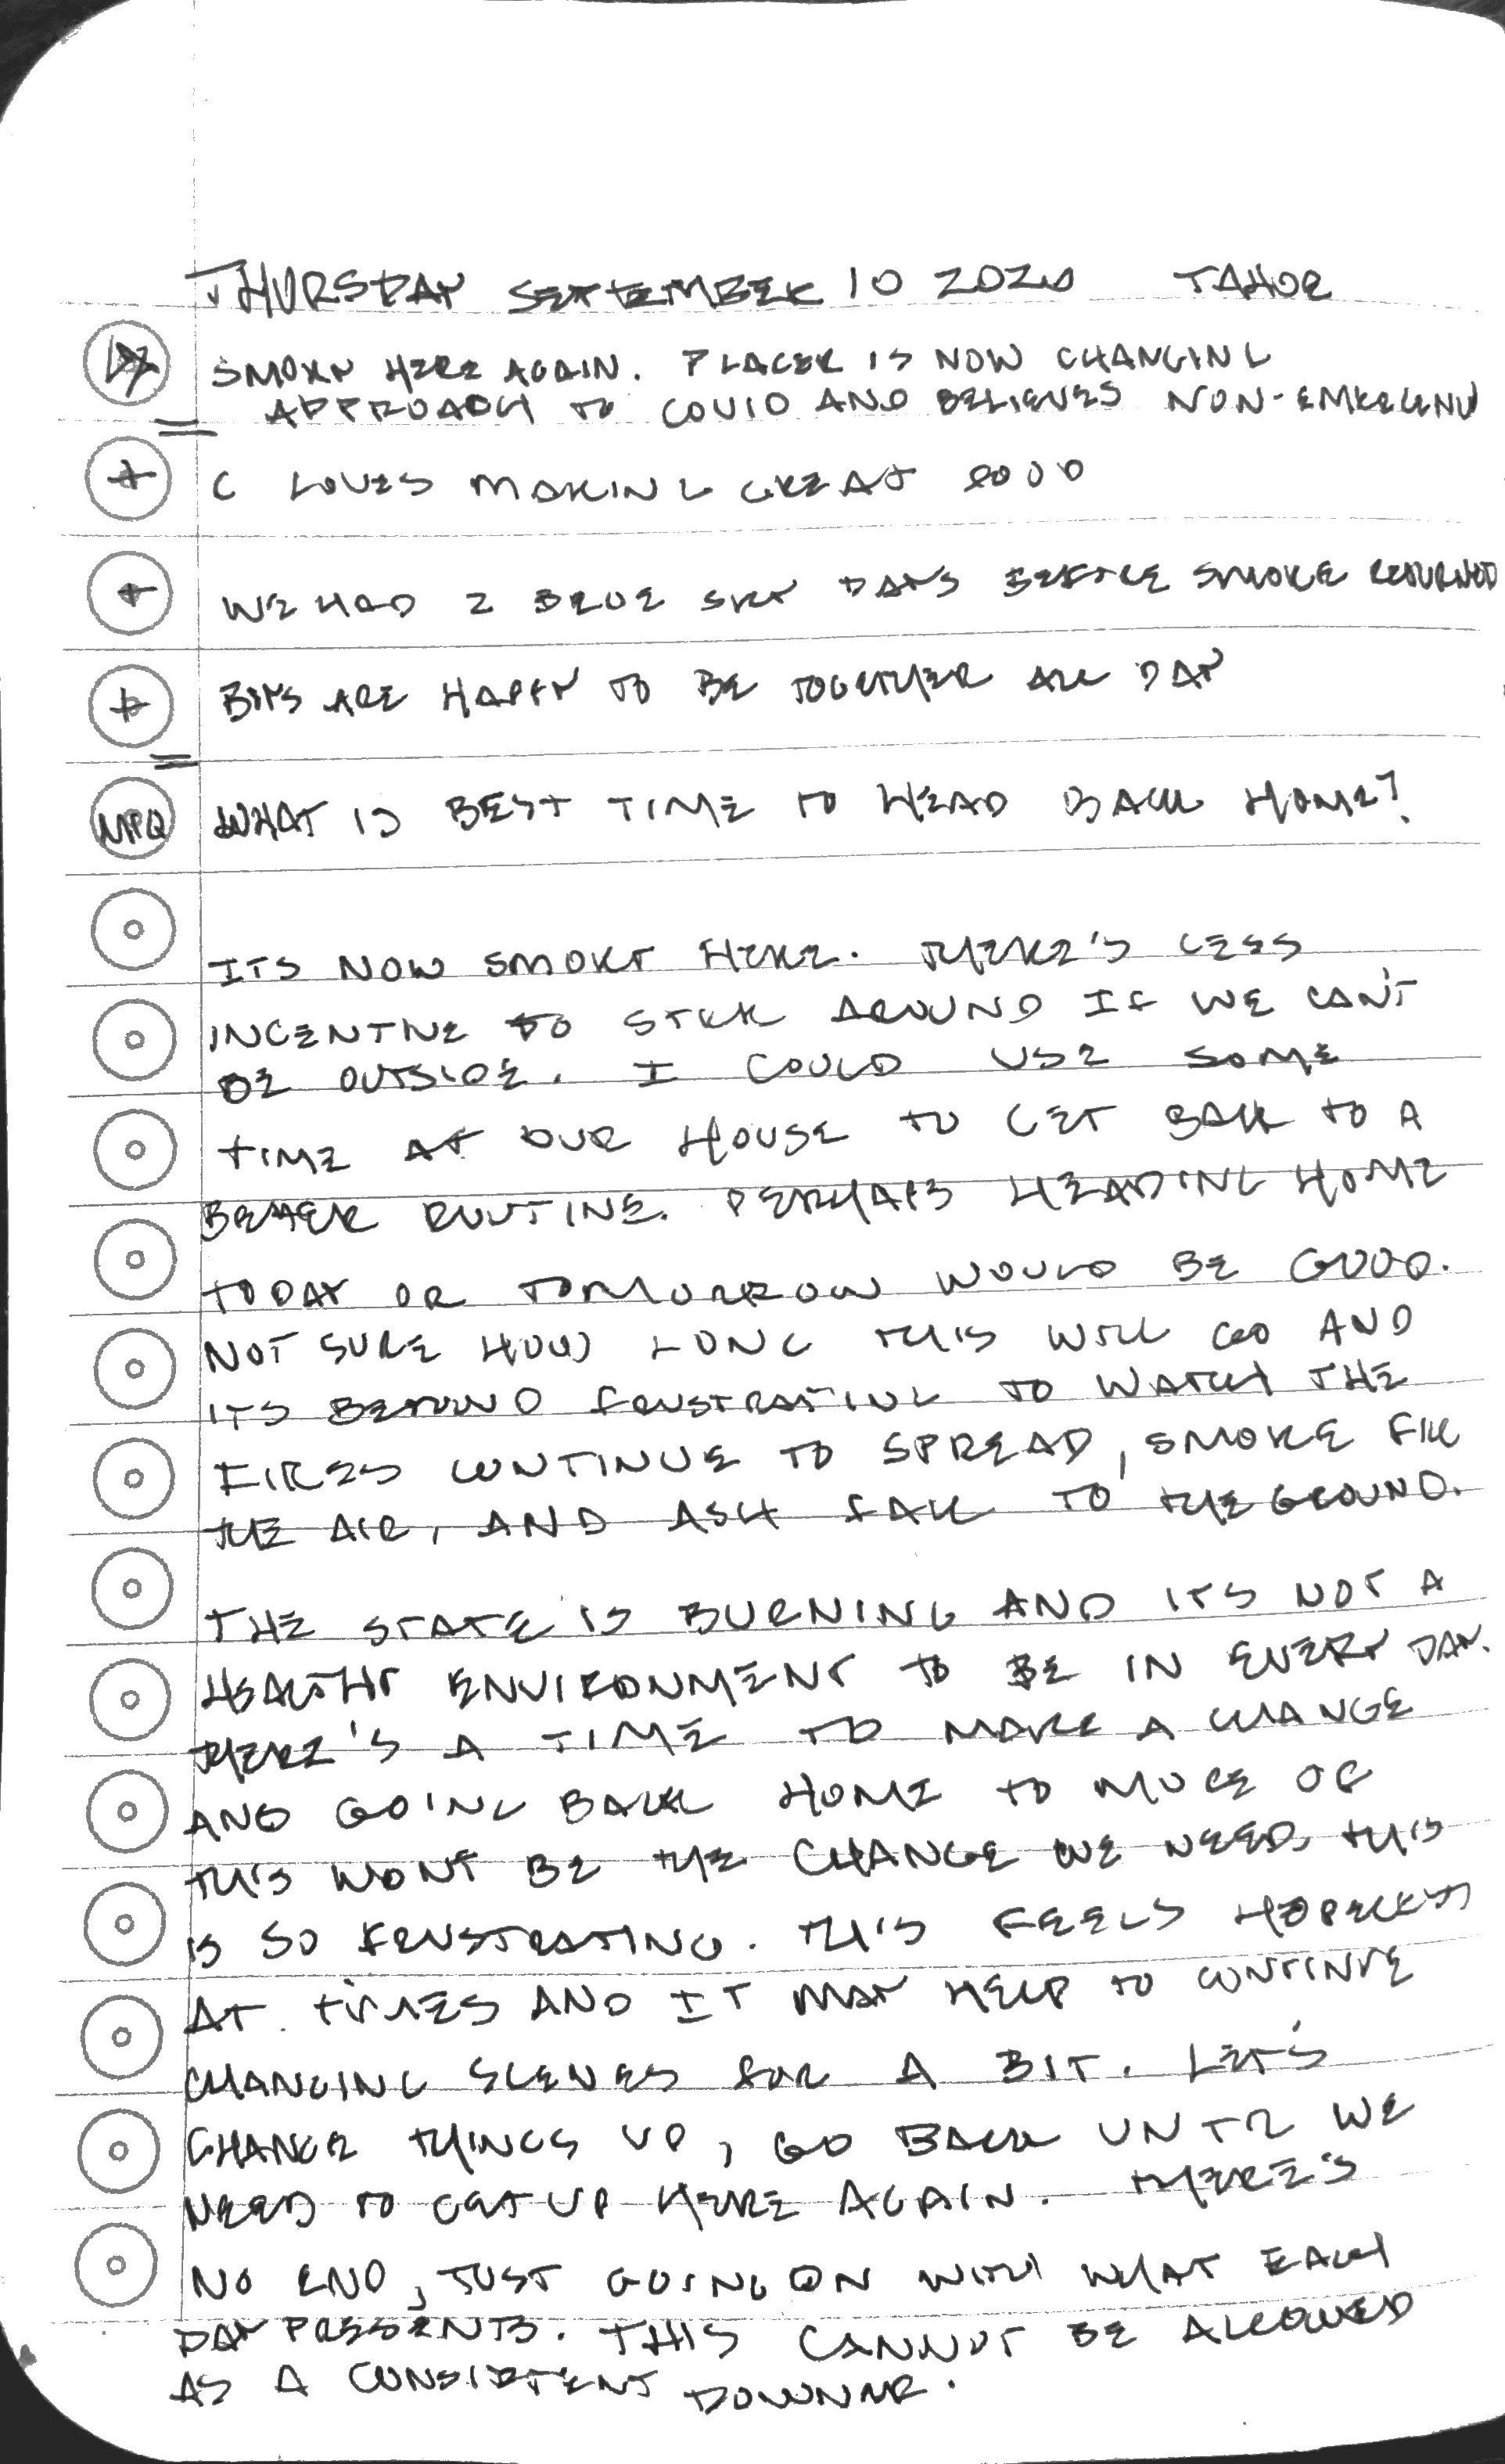 THURSDAY SEPTEMBER 10 2020 TAHOE
SMOKY HERE AGAIN. PLACER IS NOW CHANGING
APPROACH TO COVID AND BELIEVES NON-EMERGENCY
+ C LOVES MAKING GREAT FOOD
+ WE HAD 2 BLUE SKY DAYS BEFORE SMOKE RETURNED
+ BOYS ARE HAPPY TO BE TOGETHER ALL DAY
MPQ WHAT IS BEST TIME TO HEAD BACK HOME?
ITS NOW SMOKY HERE. THERE'S LESS
INCENTIVE TO STICK AROUND IF WE CAN'T
BE OUTSIDE. I COULD USE SOME
TIME AT OUR HOUSE TO GET BACK TO A
BETTER ROUTINE. PERHAPS HEADING HOME
TODAY OR TOMORROW WOULD BE GOOD.
NOT SURE HOW LONG THIS WILL GO AND
ITS BEYOND FRUSTRATING TO WATCH THE
FIRES CONTINUE TO SPREAD, SMOKE FILL
THE AIR, AND ASH FALL TO THE GROUND.
THE STATE IS BURNING AND ITS NOT A
HEALTHY ENVIRONMENT TO BE IN EVERY DAY.
THERE'S A TIME TO MAKE A CHANGE
AND GOING BACK HOME TO MORE OF
THIS WONT BE THE CHANGE WE NEED. THIS
IS SO FRUSTRATING. THIS FEELS HOPELESS
AT TIMES AND IT MAY HELP TO CONTINUE
CHANGING SCENES FOR A BIT. LET'S
CHANGE THINGS UP, GO BACK UNTIL WE
NEED TO GET UP HERE AGAIN. THERE'S
NO END, JUST GOING ON WITH WHAT EACH
DAY PRESENTS. THIS CANNOT BE ALLOWED
AS A CONSISTENT DOWNER.